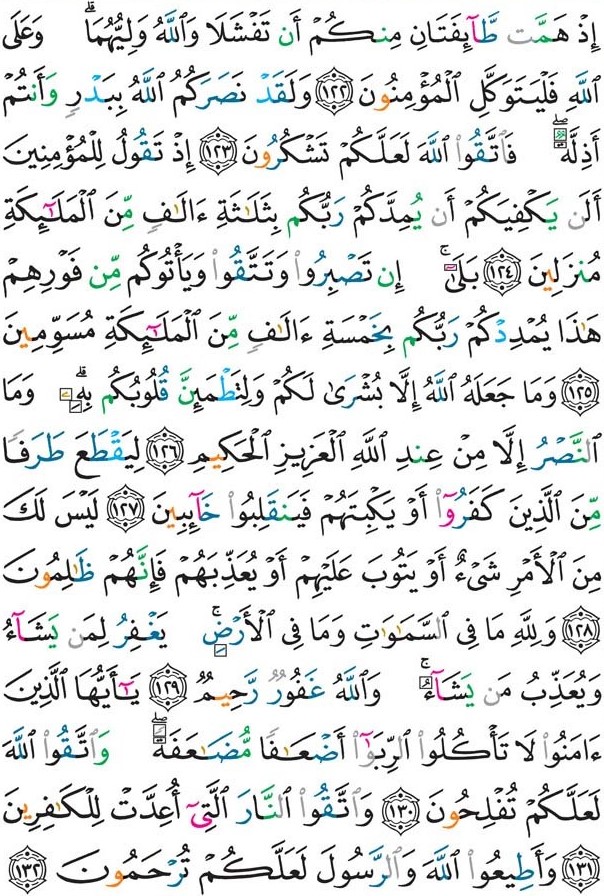 إِذْ هَمَّت طَّآئِفَتَانِ مِنكُمْ أَن تَفْشَلَا وَٱللَّهُ وَلِيُّهُمَا ۗ وَعَلَى
ٱللَّهِ فَلْيَتَوَكَّلِ ٱلْمُؤْمِنُونَ ﴿١٢٢﴾ وَلَقَدْ نَصَرَكُمُ ٱللَّهُ بِبَدْرٍ وَأَنتُمْ
أَذِلَّةٌ ۖ فَٱتَّقُوا۟ ٱللَّهَ لَعَلَّكُمْ تَشْكُرُونَ ﴿١٢٣﴾ إِذْ تَقُولُ لِلْمُؤْمِنِينَ
أَلَن يَكْفِيَكُمْ أَن يُمِدَّكُمْ رَبُّكُم بِثَلَٰثَةِ ءَالَٰفٍ مِّنَ ٱلْمَلَٰٓئِكَةِ
مُنزَلِينَ ﴿١٢٤﴾ بَلَىٰٓ ۚ إِن تَصْبِرُوا۟ وَتَتَّقُوا۟ وَيَأْتُوكُم مِّن فَوْرِهِمْ
هَٰذَا يُمْدِدْكُمْ رَبُّكُم بِخَمْسَةِ ءَالَٰفٍ مِّنَ ٱلْمَلَٰٓئِكَةِ مُسَوِّمِينَ
﴿١٢٥﴾ وَمَا جَعَلَهُ ٱللَّهُ إِلَّا بُشْرَىٰ لَكُمْ وَلِتَطْمَئِنَّ قُلُوبُكُم بِهِۦ ۗ وَمَا
ٱلنَّصْرُ إِلَّا مِنْ عِندِ ٱللَّهِ ٱلْعَزِيزِ ٱلْحَكِيمِ ﴿١٢٦﴾ لِيَقْطَعَ طَرَفًا
مِّنَ ٱلَّذِينَ كَفَرُوٓا۟ أَوْ يَكْبِتَهُمْ فَيَنقَلِبُوا۟ خَآئِبِينَ ﴿١٢٧﴾ لَيْسَ لَكَ
مِنَ ٱلْأَمْرِ شَىْءٌ أَوْ يَتُوبَ عَلَيْهِمْ أَوْ يُعَذِّبَهُمْ فَإِنَّهُمْ ظَٰلِمُونَ
﴿١٢٨﴾ وَلِلَّهِ مَا فِى ٱلسَّمَٰوَٰتِ وَمَا فِى ٱلْأَرْضِ ۚ يَغْفِرُ لِمَن يَشَآءُ
وَيُعَذِّبُ مَن يَشَآءُ ۚ وَٱللَّهُ غَفُورٌ رَّحِيمٌ ﴿١٢٩﴾ يَٰٓأَيُّهَا ٱلَّذِينَ
ءَامَنُوا۟ لَا تَأْكُلُوا۟ ٱلرِّبَوٰٓا۟ أَضْعَٰفًا مُّضَٰعَفَةً ۖ وَٱتَّقُوا۟ ٱللَّهَ
لَعَلَّكُمْ تُفْلِحُونَ ﴿١٣٠﴾ وَٱتَّقُوا۟ ٱلنَّارَ ٱلَّتِىٓ أُعِدَّتْ لِلْكَٰفِرِينَ
﴿١٣١﴾ وَأَطِيعُوا۟ ٱللَّهَ وَٱلرَّسُولَ لَعَلَّكُمْ تُرْحَمُونَ ﴿١٣٢﴾